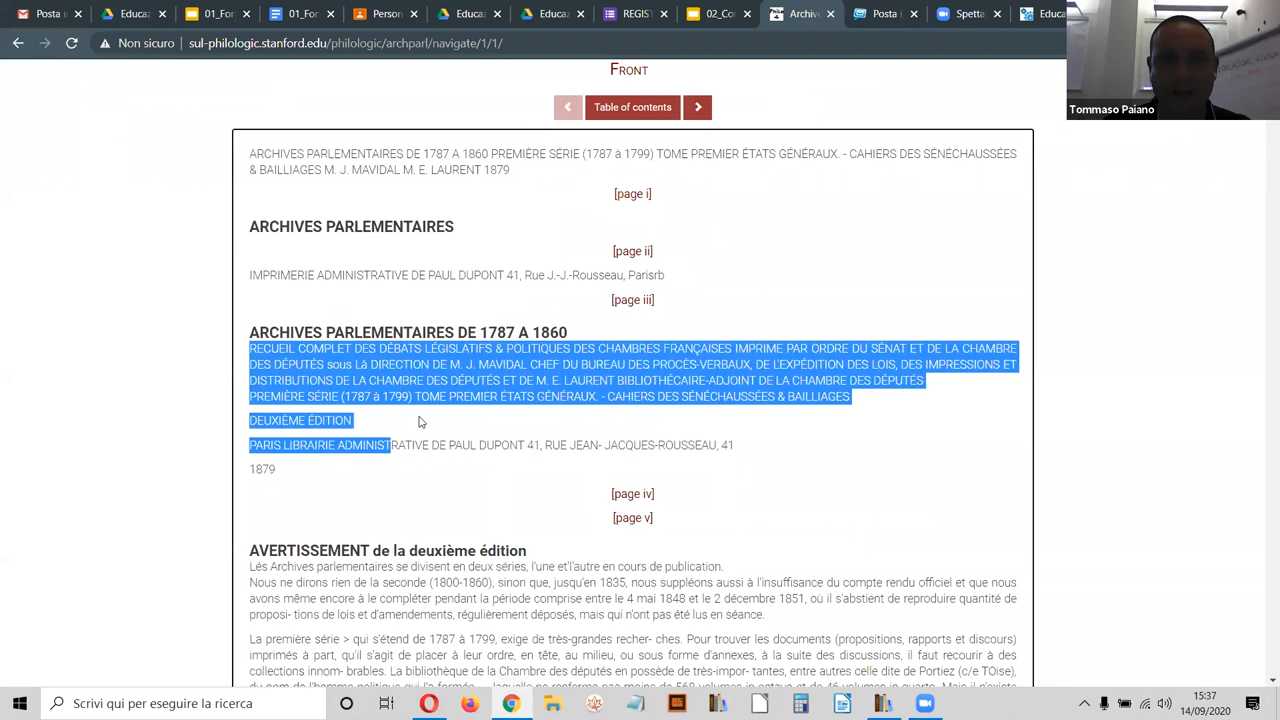 Posta
01_Fo
02_Fo
Educa
Educa
REGIST
02_Co
Archiv
Posta
Spetta
Educa
Non sicuro
sul-philologic.stanford.edu/philologic/archparl/navigate/1/1/
Tommaso Paiano
FRONT
Table of contents
ARCHIVES PARLEMENTAIRES DE 1787 A 1860 PREMIÈRE SÉRIE (1787 à 1799) TOME PREMIER ÉTATS GÉNÉRAUX. - CAHIERS DES SÉNÉCHAUSSÉES
& BAILLIAGES M. J. MAVIDAL M. E. LAURENT 1879
[page i]
ARCHIVES PARLEMENTAIRES
[page ii]
IMPRIMERIE ADMINISTRATIVE DE PAUL DUPONT 41, Rue J.-J.-Rousseau, Parisrb
[page iii]
ARCHIVES PARLEMENTAIRES DE 1787 A 1860
RECUEIL COMPLET DES DÉBATS LÉGISLATIFS & POLITIQUES DES CHAMBRES FRANÇAISES IMPRIME PAR ORDRE DU SÉNAT ET DE LA CHAMBRE
DES DÉPUTÉS sous Là DIRECTION DE M. J. MAVIDAL CHEF DU BUREAU DES PROCÈS-VERBAUX, DE L'EXPÉDITION DES LOIS, DES IMPRESSIONS ET
DISTRIBUTIONS DE LA CHAMBRE DES DÉPUTÉS ET DE M. E. LAURENT BIBLIOTHÉCAIRE-ADJOINT DE LA CHAMBRE DES DÉPUTÉS
PREMIÈRE SÉRIE (1787 à 1799) TOME PREMIER ÉTATS GÉNÉRAUX. - CAHIERS DES SÉNÉCHAUSSÉES & BAILLIAGES
DEUXIÈME ÉDITION
PARIS LIBRAIRIE ADMINISTRATIVE DE PAUL DUPONT 41, RUE JEAN- JACQUES-ROUSSEAU, 41
1879
[page iv]
[page v]
AVERTISSEMENT de la deuxième édition
Lés Archives parlementaires se divisent en deux séries, l'une et'l'autre en cours de publication.
Nous ne dirons rien de la seconde (1800-1860), sinon que, jusqu'en 1835, nous suppléons aussi à l'insuffisance du compte rendu officiel et que nous
avons même encore à le compléter pendant la période comprise entre le 4 mai 1848 et le 2 décembre 1851, où il s'abstient de reproduire quantité de
proposi- tions de lois et d'amendements, régulièrement déposés, mais qui n'ont pas été lus en séance.
La première série > qui s'étend de 1787 à 1799, exige de très-grandes recher- ches. Pour trouver les documents (propositions, rapports et discours)
imprimés à part, qu'il s'agit de placer à leur ordre, en tête, au milieu, ou sous forme d'annexes, à la suite des discussions, il faut recourir à des
collections innom- brables. La bibliothèque de la Chambre des députés en possède de très-impor- tantes, entre autres celle dite de Portiez (c/e TOise),
Scrivi qui per eseguire la ricerca
15:37
14/09/2020